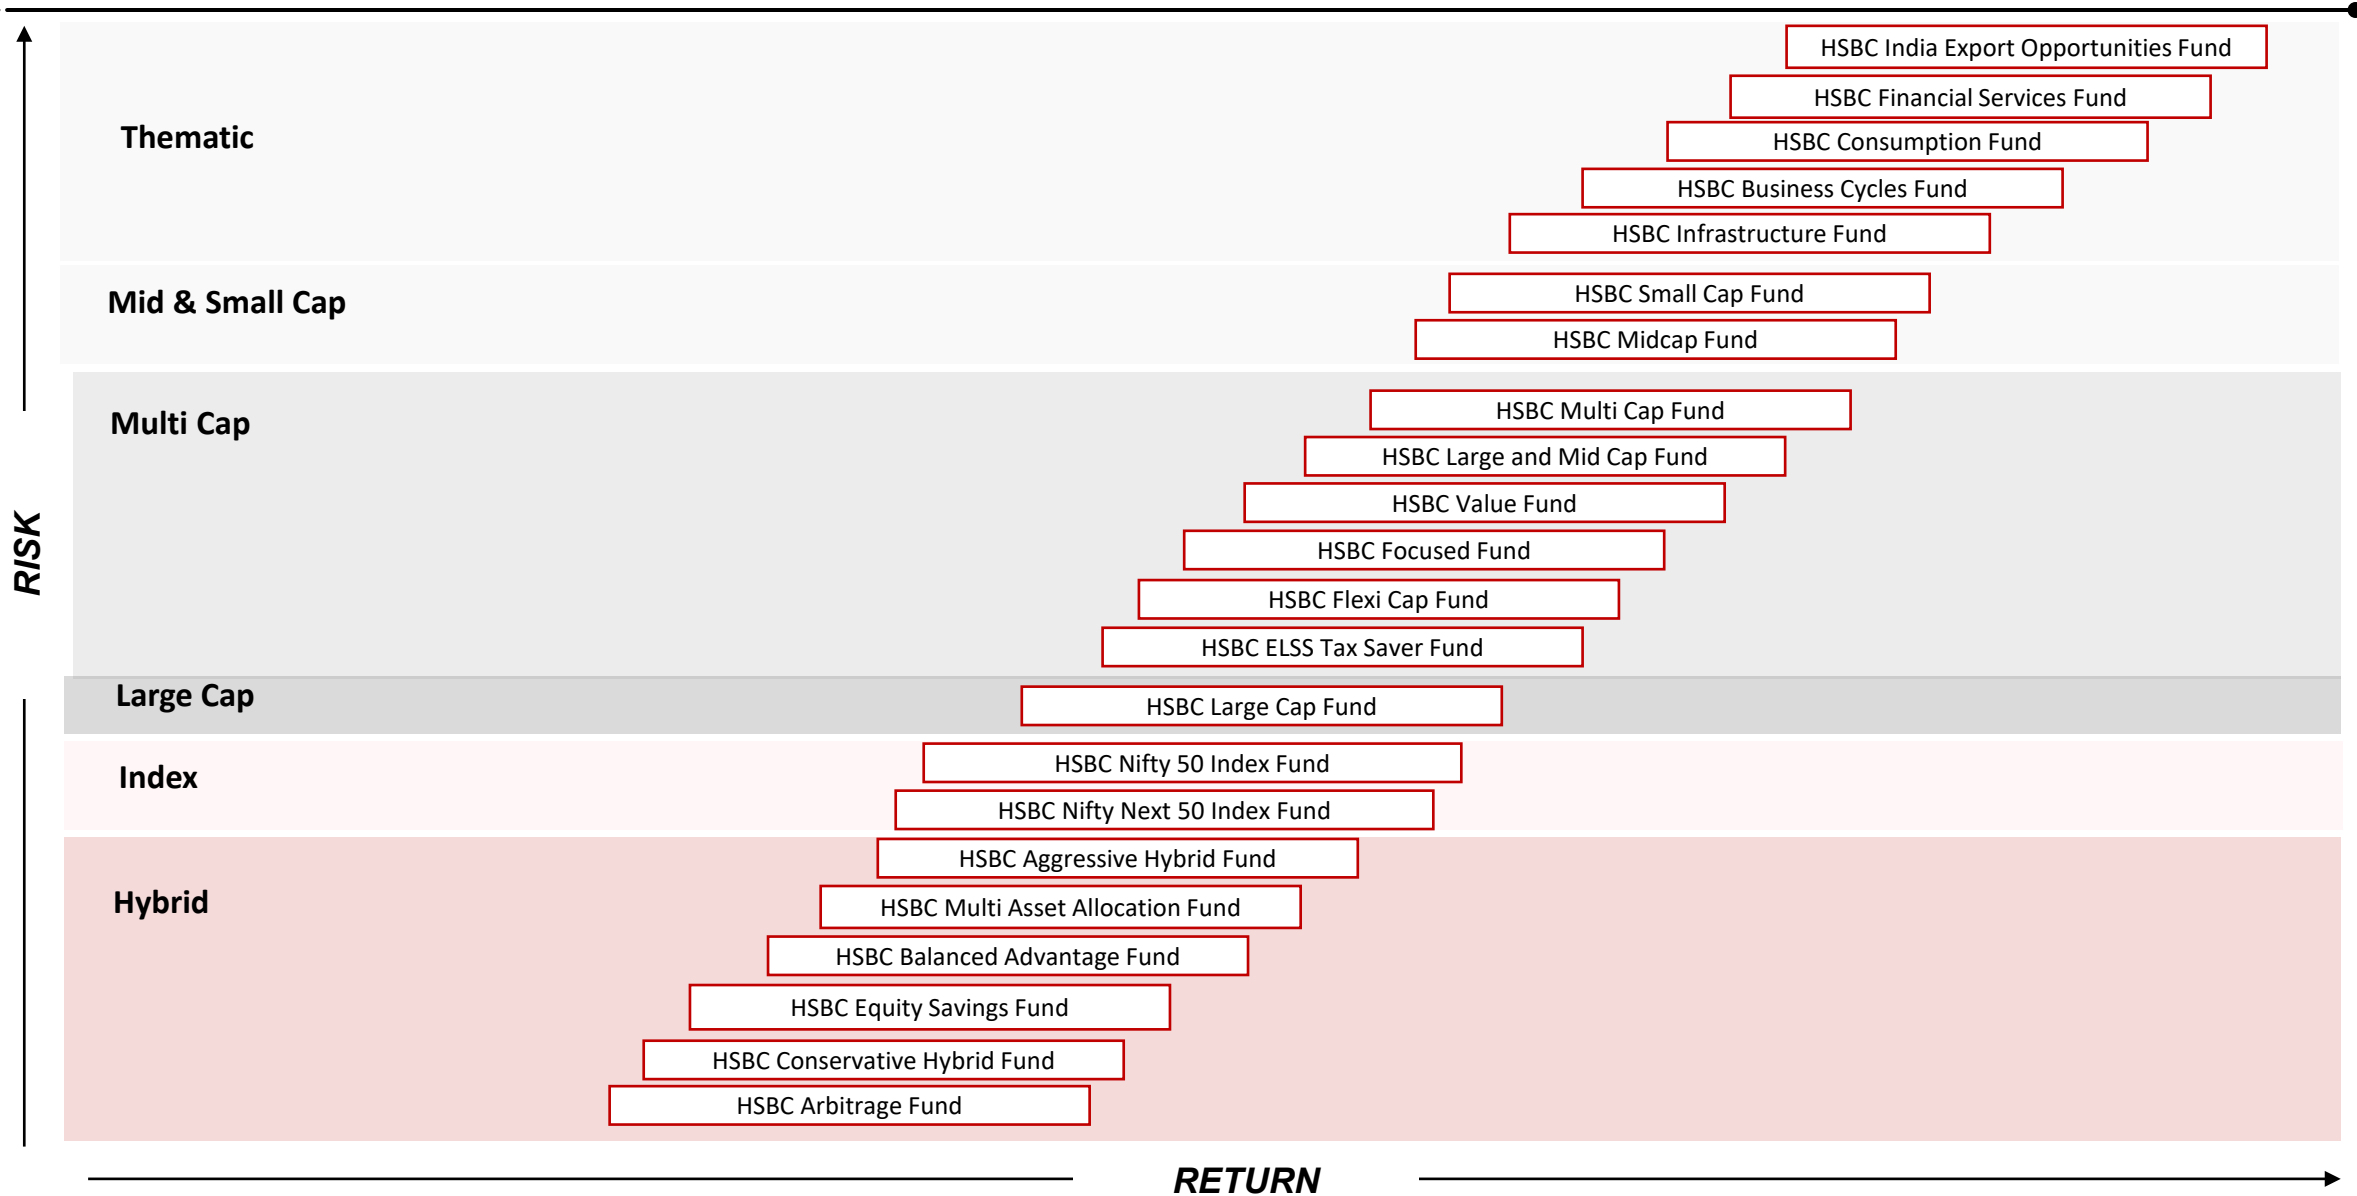 HSBC India Export Opportunities Fund
HSBC Financial Services Fund
Thematic
HSBC Consumption Fund
HSBC Business Cycles Fund
HSBC Infrastructure Fund
Mid & Small Cap
HSBC Small Cap Fund
HSBC Midcap Fund
Multi Cap
HSBC Multi Cap Fund
HSBC Large and Mid Cap Fund
HSBC Value Fund
RISK
HSBC Focused Fund
HSBC Flexi Cap Fund
HSBC ELSS Tax Saver Fund
Large Cap
HSBC Large Cap Fund
Index
HSBC Nifty 50 Index Fund
HSBC Nifty Next 50 Index Fund
HSBC Aggressive Hybrid Fund
Hybrid
HSBC Multi Asset Allocation Fund
HSBC Balanced Advantage Fund
HSBC Equity Savings Fund
HSBC Conservative Hybrid Fund
HSBC Arbitrage Fund
RETURN